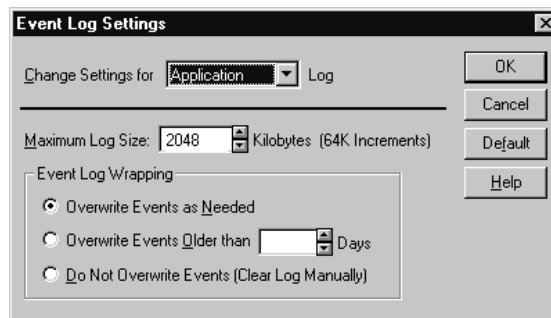 Event Log Settings
Change Settings for Application Log
OK
Cancel
Maximum Log Size: 2048 Kilobytes (64K Increments)
Default
Help
Event Log Wrapping
Overwrite Events as Needed
Overwrite Events Older than Days
Do Not Overwrite Events (Clear Log Manually)